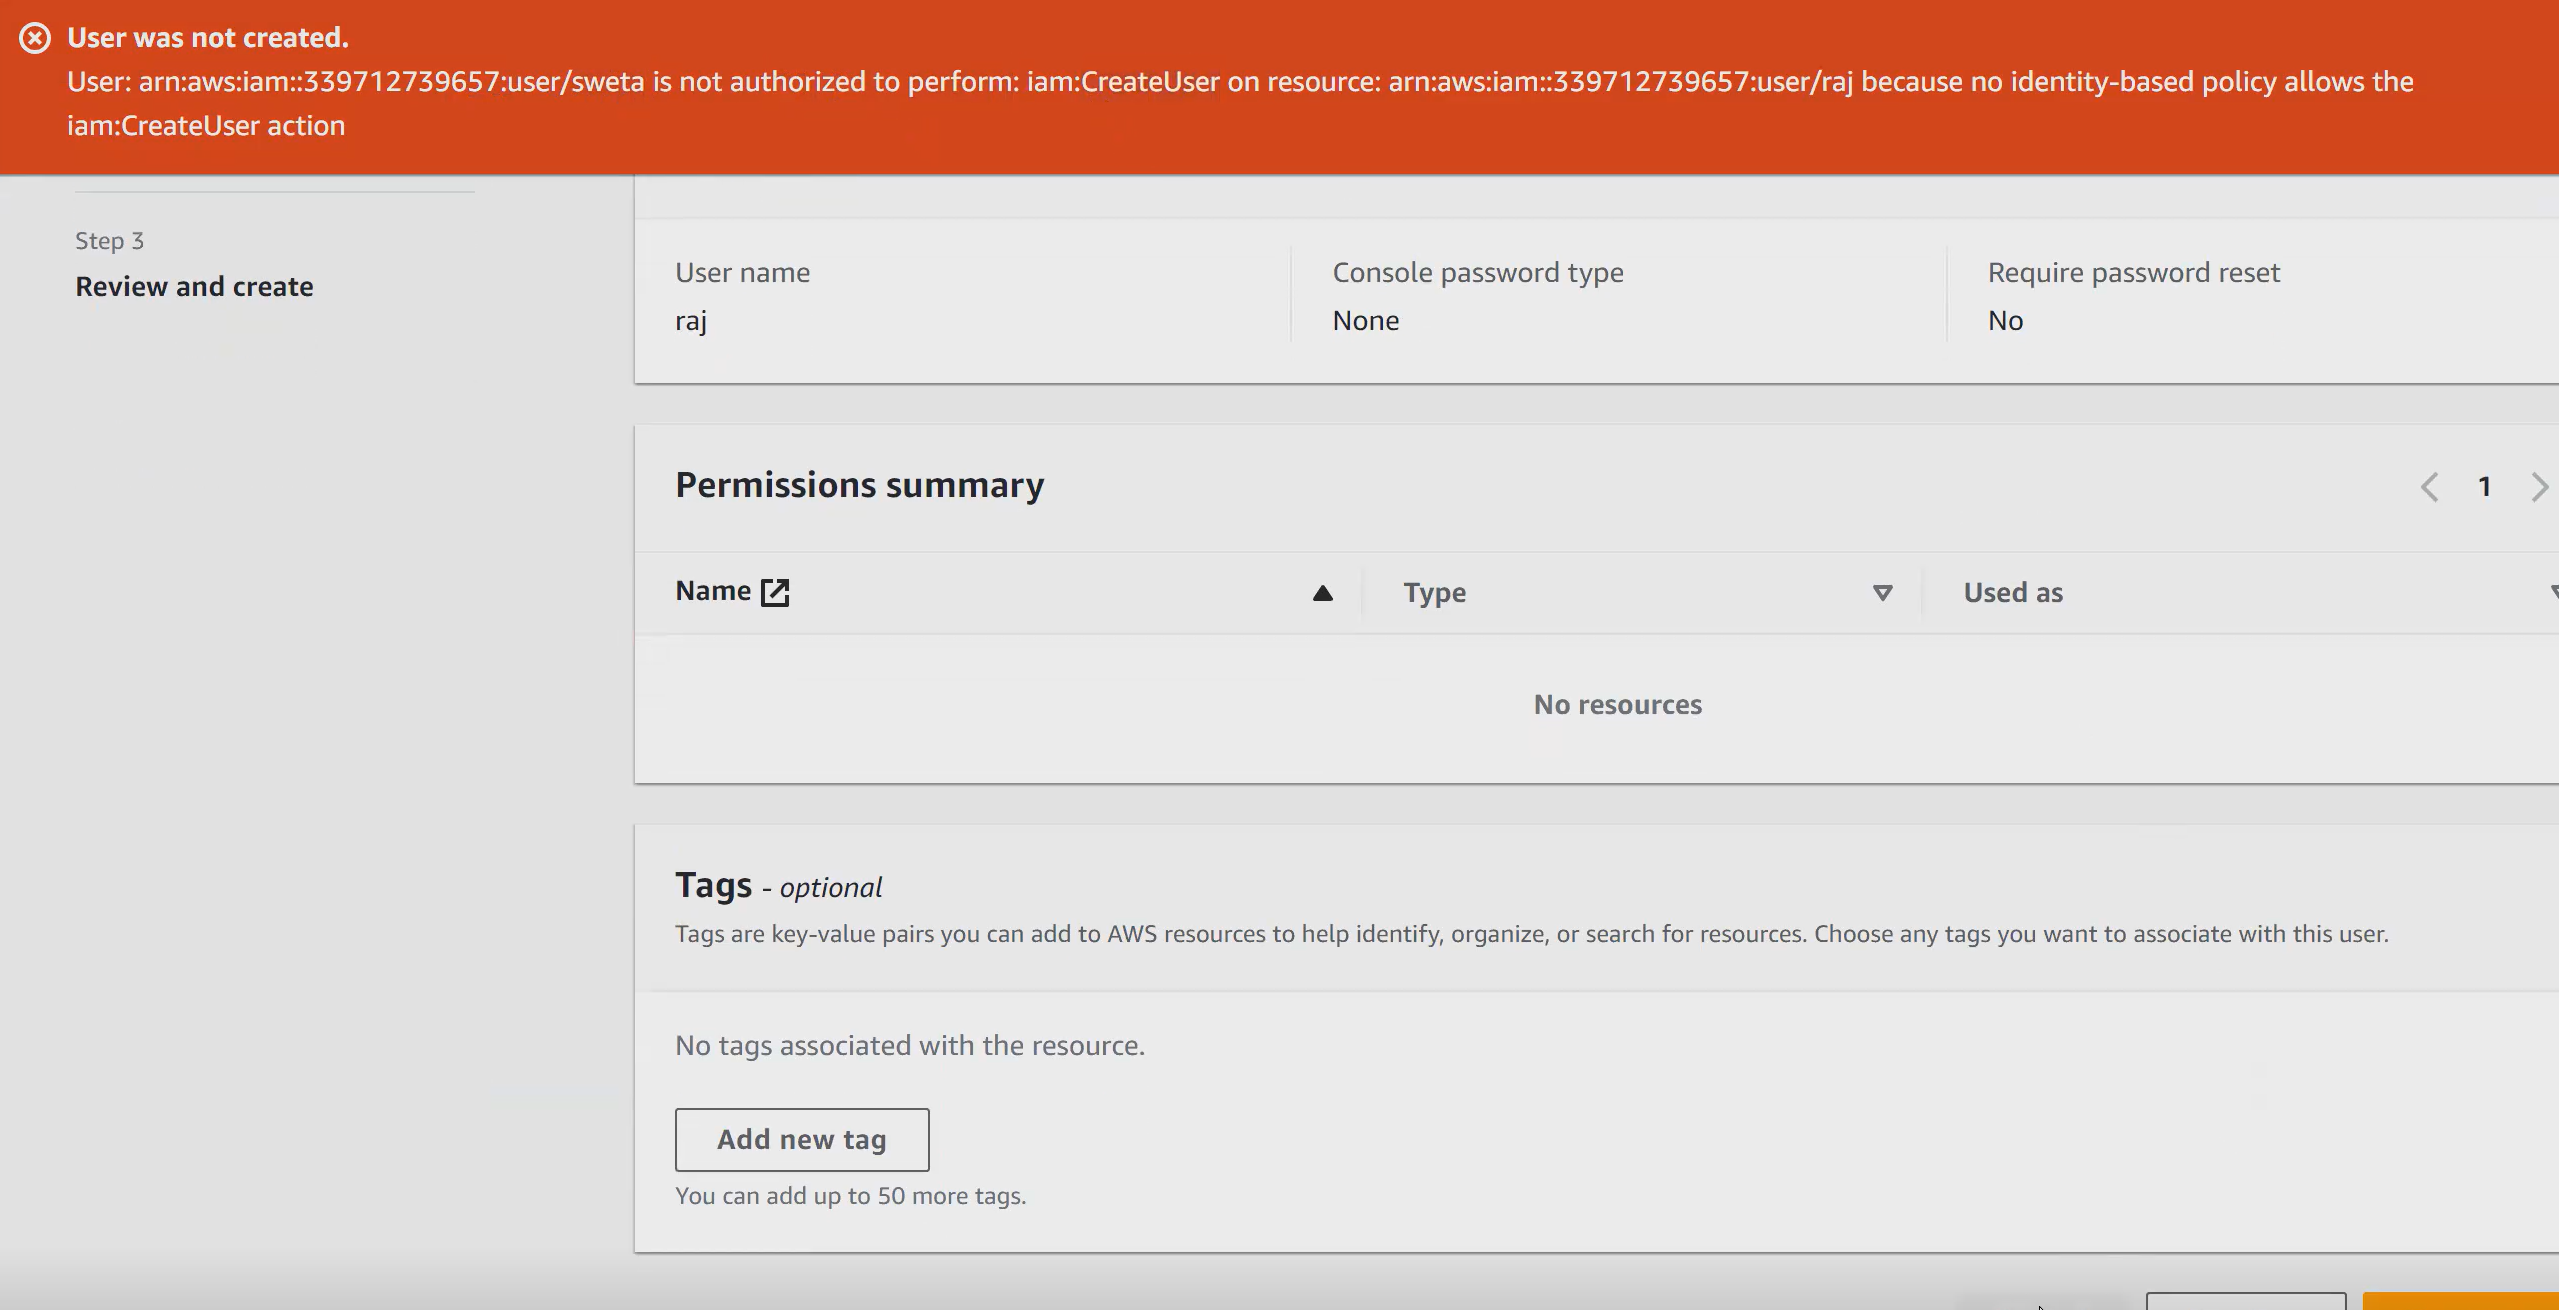 User was not created.
User: arn:aws:iam::339712739657:user/sweta is not authorized to perform: iam:CreateUser on resource: arn:aws:iam::339712739657:user/raj because no identity-based policy allows the
iam:CreateUser action
Step 3
Review and create
User name
raj
Console password type
None
Require password reset
No
Permissions summary
1
Name
Type
Used as
No resources
Tags - optional
Tags are key-value pairs you can add to AWS resources to help identify, organize, or search for resources. Choose any tags you want to associate with this user.
No tags associated with the resource.
Add new tag
You can add up to 50 more tags.